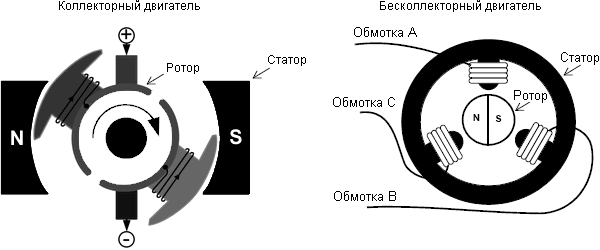 Коллекторный двигатель
Бесколлекторный двигатель
+
Ротор
Статор
N
S
−
Обмотка А
Статор
Ротор
N S
Обмотка С
Обмотка В